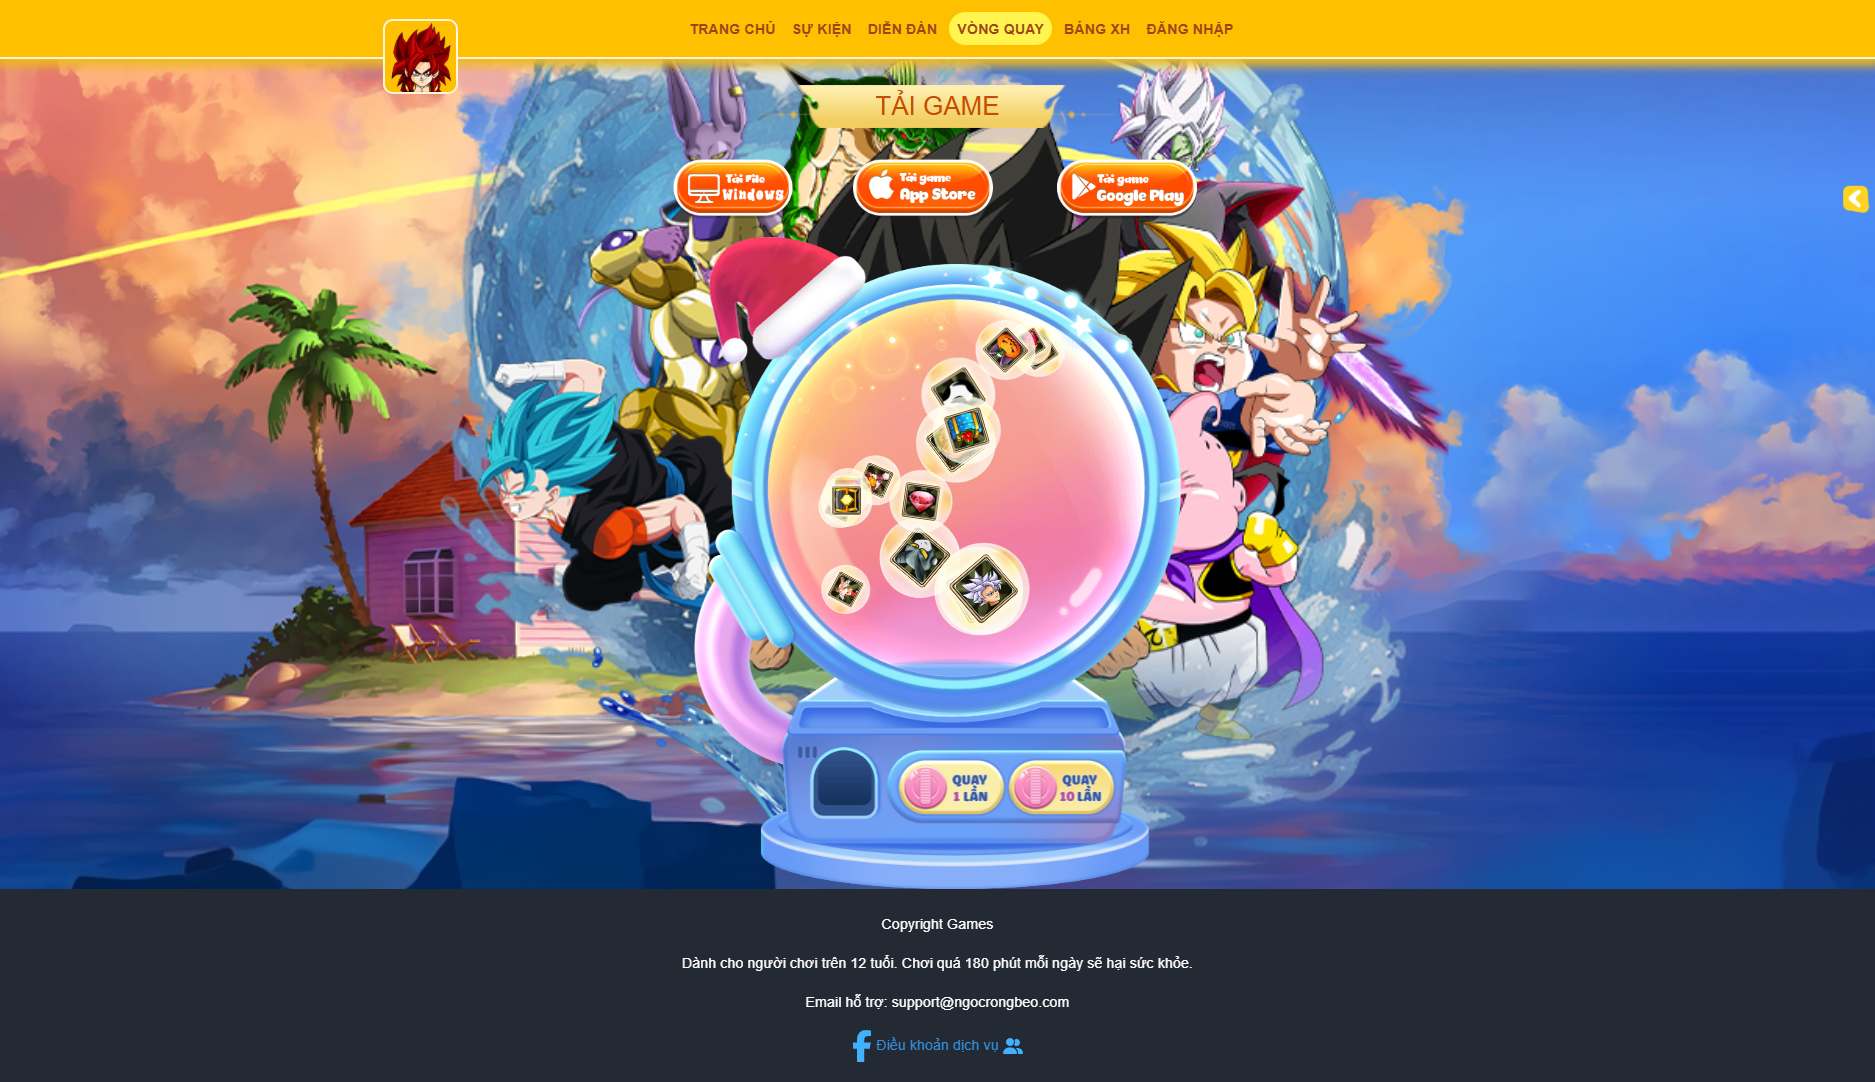 TRANG CHỦ SỰ KIỆN DIỄN ĐÀN VÒNG QUAY BẢNG XH ĐĂNG NHẬP
TẢI GAME
Tải File
Windows
Tải game
App Store
Tải game
Google Play
QUAY
1 LẦN
QUAY
10 LẦN
Copyright Games
Dành cho người chơi trên 12 tuổi. Chơi quá 180 phút mỗi ngày sẽ hại sức khỏe.
Email hỗ trợ: support@ngocrongbeo.com
Điều khoản dịch vụ